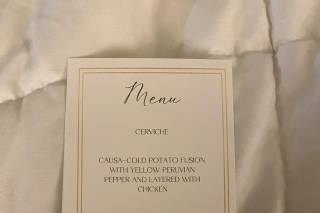 Menu
CERVICHE
CAUSA-COLD POTATO FUSION
WITH YELLOW PERUVIAN
PEPPER AND LAYERED WITH
CHICKEN